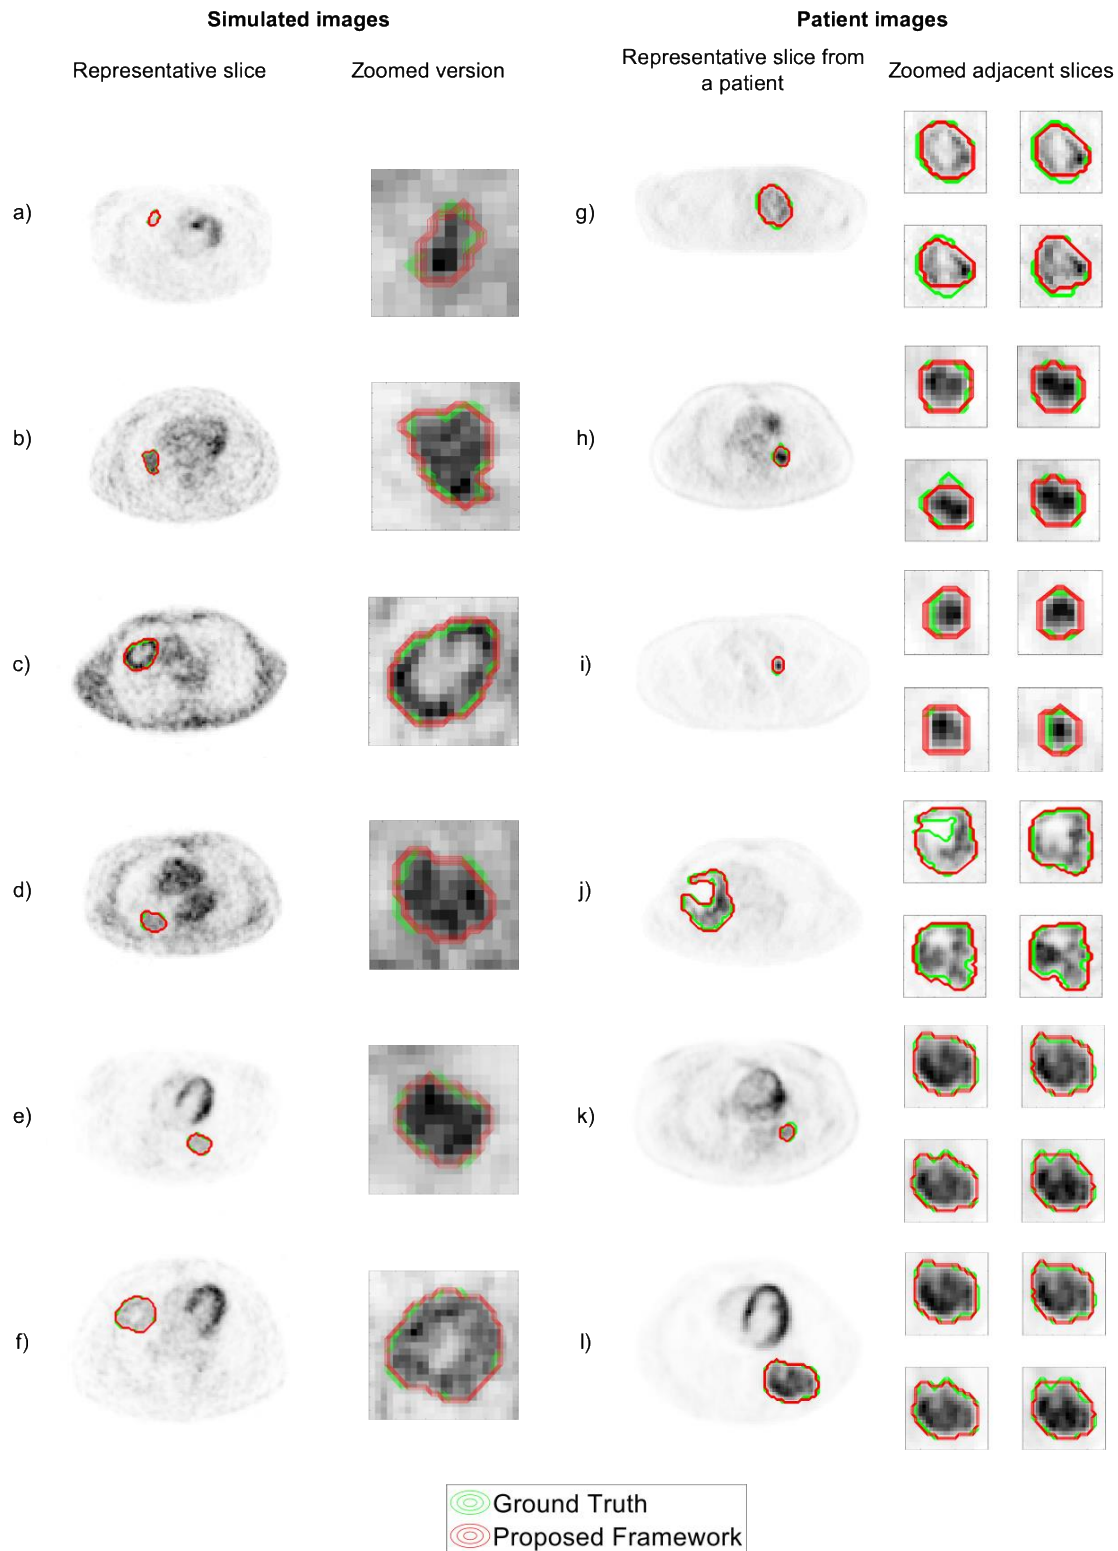 Simulated images
Patient images
Representative slice
Zoomed version
Representative slice from
a patient
Zoomed adjacent slices
a)
g)
b)
h)
c)
i)
d)
j)
e)
k)
f)
l)
Ground Truth
Proposed Framework